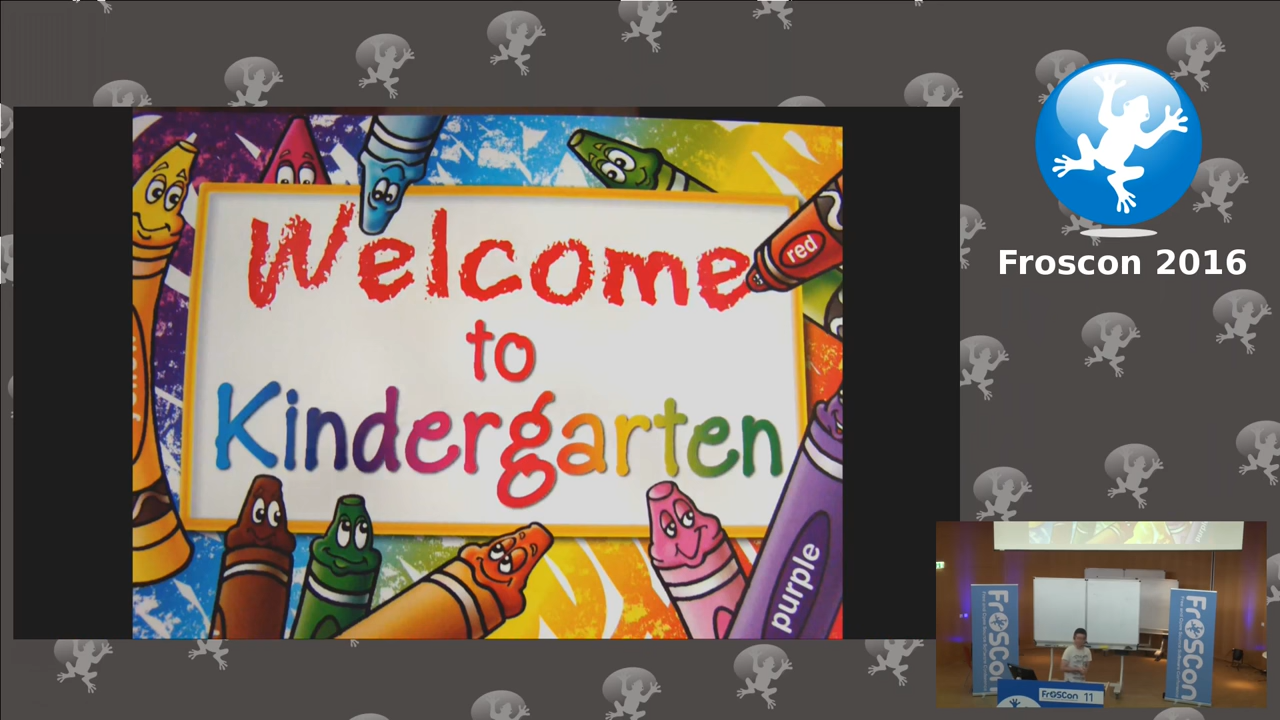 Welcome
to
Kindergarten
red
purple
Froscon 2016
FrOSCon
FrOSCon
FrOSCon 11